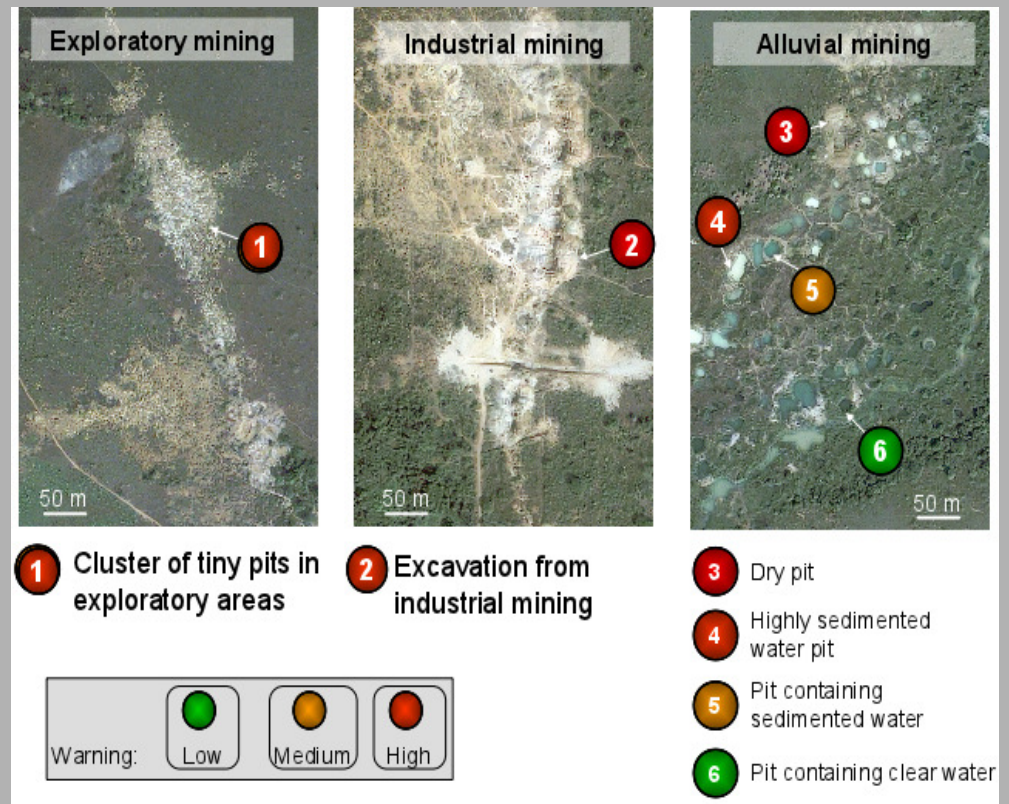 Exploratory mining
Industrial mining
Alluvial mining
1
2
3
4
5
6
50 m
50 m
50 m
1 Cluster of tiny pits in
exploratory areas
2 Excavation from
industrial mining
3 Dry pit
4 Highly sedimented
water pit
5 Pit containing
sedimented water
6 Pit containing clear water
Warning: Low Medium High